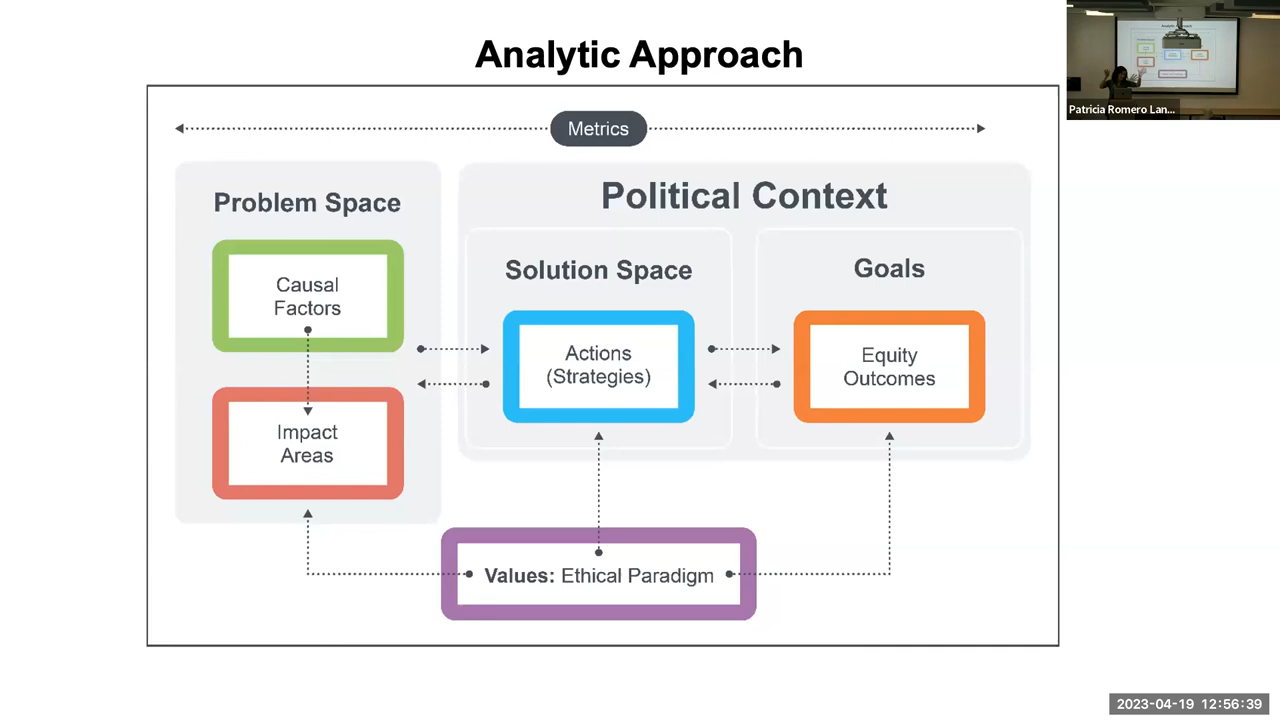 Analytic Approach
Metrics
Problem Space
Causal
Factors
Impact
Areas
Political Context
Solution Space
Actions
(Strategies)
Goals
Equity
Outcomes
Values: Ethical Paradigm
Patricia Romero Lan...
2023-04-19 12:56:39